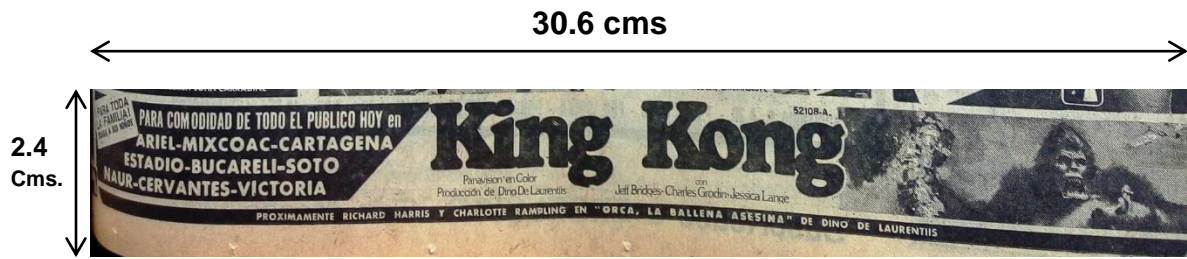 30.6 cms
2.4
Cms.
PARA TODA
LA FAMILIA!
PARA COMODIDAD DE TODO EL PUBLICO HOY en
ARIEL-MIXCOAC-CARTAGENA
ESTADIO-BUCARELI-SOTO
NAUR-CERVANTES-VICTORIA
King Kong
52108-A.
Panavision en Color
Producción de Dino De Laurentiis
con
Jeff Bridges-Charles Grodin-Jessica Lange
PROXIMAMENTE RICHARD HARRIS Y CHARLOTTE RAMPLING EN "ORCA, LA BALLENA ASESINA" DE DINO DE LAURENTIIS